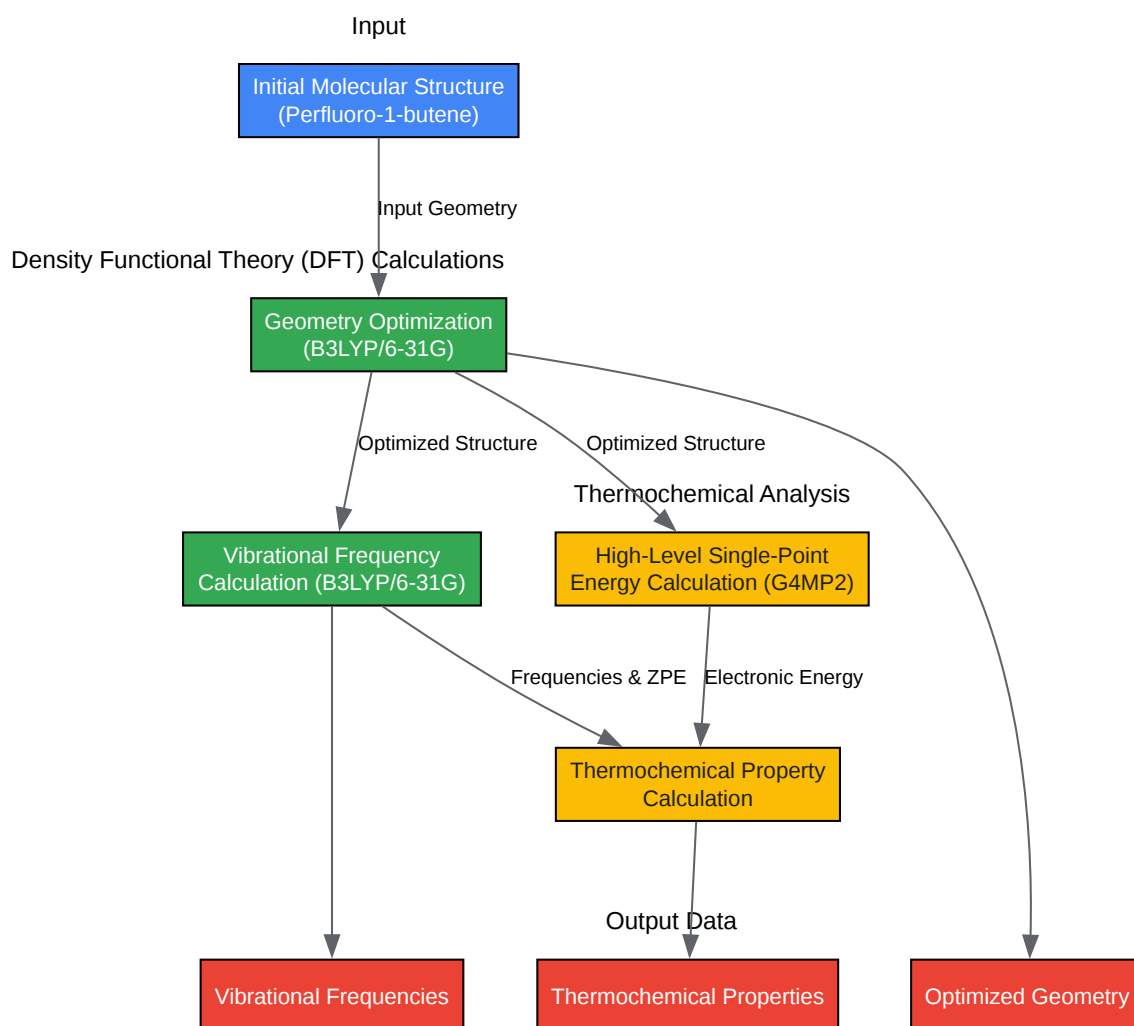 Input
Initial Molecular Structure
(Perfluoro-1-butene)
Input Geometry
Density Functional Theory (DFT) Calculations
Geometry Optimization
(B3LYP/6-31G)
Optimized Structure
Optimized Structure
Thermochemical Analysis
Vibrational Frequency
Calculation (B3LYP/6-31G)
High-Level Single-Point
Energy Calculation (G4MP2)
Frequencies & ZPE
Electronic Energy
Thermochemical Property
Calculation
Output Data
Vibrational Frequencies
Thermochemical Properties
Optimized Geometry